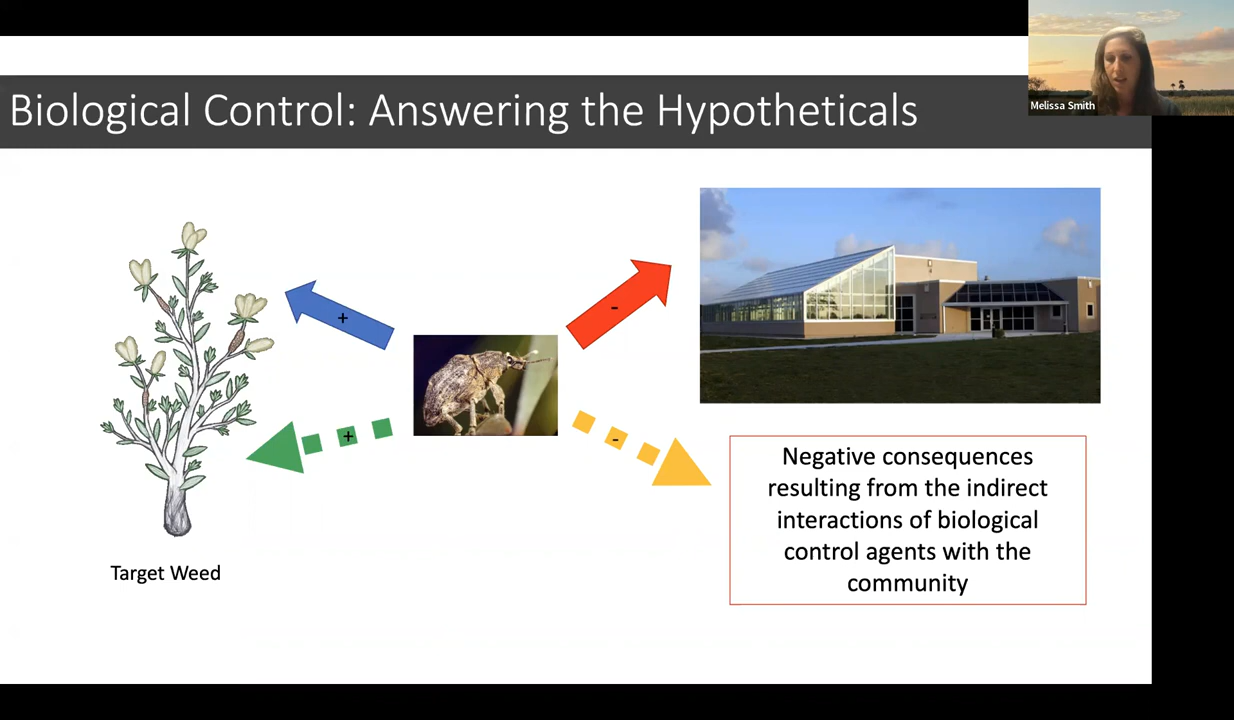 Biological Control: Answering the Hypotheticals
Melissa Smith
+
-
+
-
Negative consequences
resulting from the indirect
interactions of biological
control agents with the
community
Target Weed